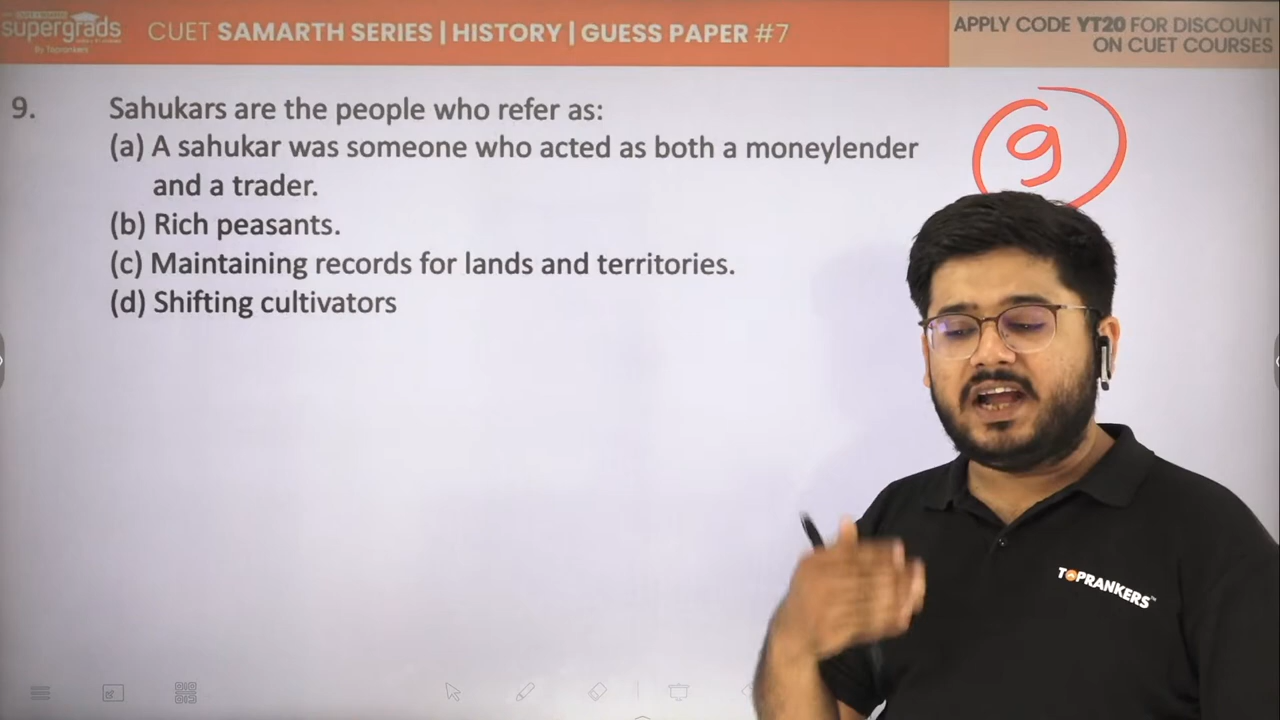 supergrads
By Toprankers
CUET SAMARTH SERIES | HISTORY | GUESS PAPER #7
APPLY CODE YT20 FOR DISCOUNT
ON CUET COURSES
9. Sahukars are the people who refer as:
(a) A sahukar was someone who acted as both a moneylender
and a trader.
(b) Rich peasants.
(c) Maintaining records for lands and territories.
(d) Shifting cultivators
9
TOPRANKERS